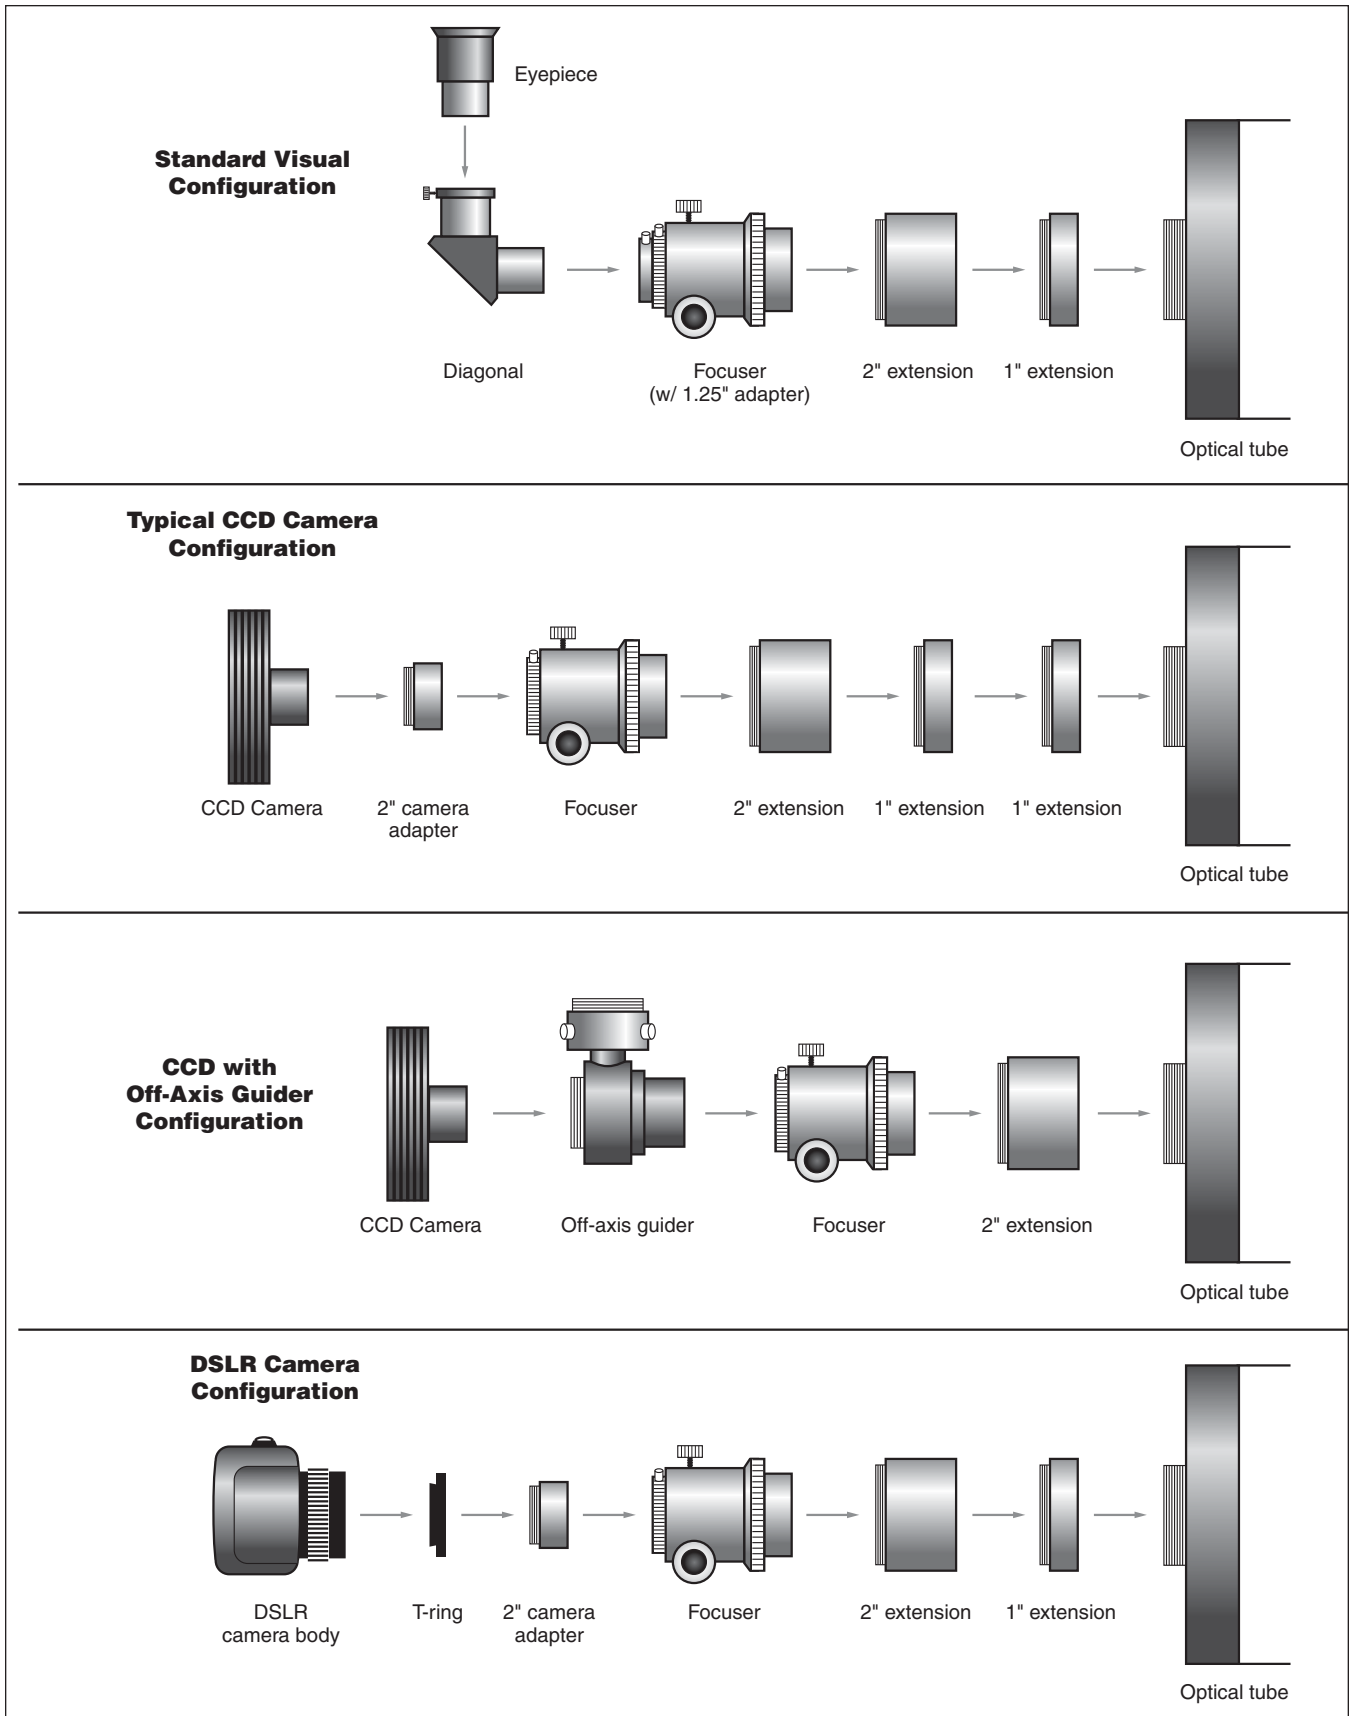 Eyepiece
Standard Visual
Configuration
Diagonal
Focuser
(w/ 1.25" adapter)
2" extension
1" extension
Optical tube
Typical CCD Camera
Configuration
CCD Camera
2" camera
adapter
Focuser
2" extension
1" extension
1" extension
Optical tube
CCD with
Off-Axis Guider
Configuration
CCD Camera
Off-axis guider
Focuser
2" extension
Optical tube
DSLR Camera
Configuration
DSLR
camera body
T-ring
2" camera
adapter
Focuser
2" extension
1" extension
Optical tube